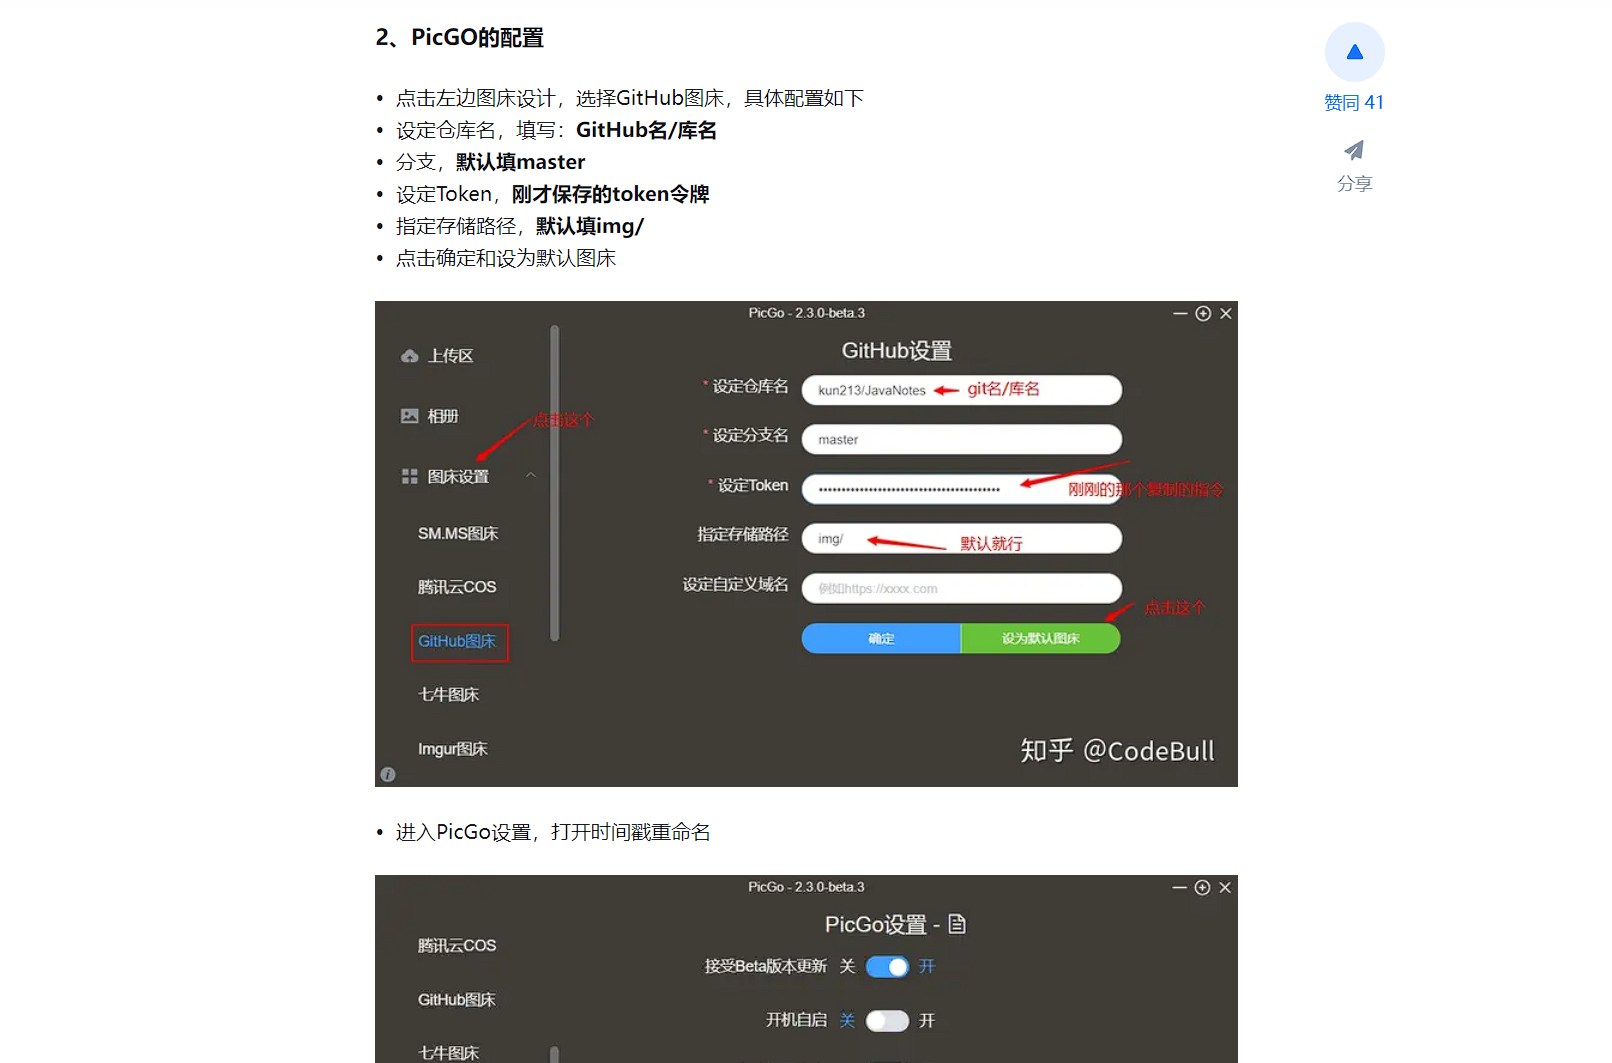 2、PicGO的配置
• 点击左边图床设计，选择GitHub图床，具体配置如下
• 设定仓库名，填写：GitHub名/库名
• 分支，默认填master
• 设定Token，刚才保存的token令牌
• 指定存储路径，默认填img/
• 点击确定和设为默认图床
赞同 41
分享
PicGo - 2.3.0-beta.3
上传区
相册
点击这个
图床设置
SM.MS图床
腾讯云COS
GitHub图床
七牛图床
Imgur图床
GitHub设置
* 设定仓库名 kun213/JavaNotes git名/库名
* 设定分支名 master
* 设定Token 刚刚的那个复制的指令
指定存储路径 img/ 默认就行
设定自定义域名 例如https://xxxx.com
点击这个
确定 设为默认图床
知乎 @CodeBull
• 进入PicGo设置，打开时间戳重命名
PicGo - 2.3.0-beta.3
腾讯云COS
GitHub图床
七牛图床
PicGo设置 -
接受Beta版本更新 关 开
开机自启 关 开